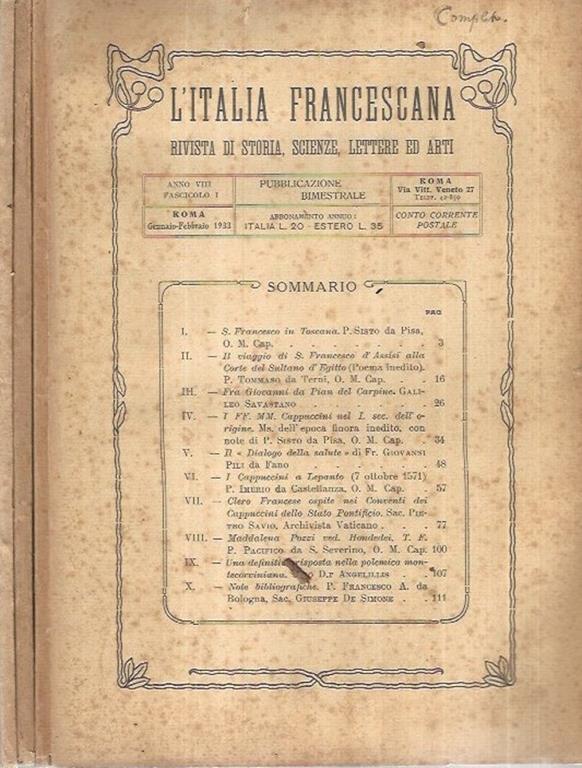 Complet.
L'ITALIA FRANCESCANA
RIVISTA DI STORIA, SCIENZE, LETTERE ED ARTI
ANNO VIII
FASCICOLO I
PUBBLICAZIONE
BIMESTRALE
ROMA
Via Vitt. Veneto 27
TELEF. 42-850
ROMA
Gennaio-Febbraio 1933
ABBONAMENTO ANNUO:
ITALIA L. 20 - ESTERO L. 35
CONTO CORRENTE
POSTALE
SOMMARIO
PAG
I. — S. Francesco in Toscana. P. SISTO da Pisa,
O. M. Cap. . . . . . . . . 3
II. — Il viaggio di S. Francesco d'Assisi alla
Corte del Sultano d'Egitto (Poema inedito).
P. TOMMASO da Terni, O. M. Cap. . . 16
III. — Fra Giovanni da Pian del Carpine. GALI-
LEO SAVASTANO . . . . . . . 26
IV. — I FF. MM. Cappuccini nel I. sec. dell'o-
rigine. Ms. dell'epoca finora inedito, con
note di P. SISTO da Pisa, O. M. Cap. . 34
V. — Il « Dialogo della salute » di Fr. GIOVANNI
PILI da Fano . . . . . . . 48
VI. — I Cappuccini a Lepanto (7 ottobre 1571)
P. IMERIO da Castellanza, O. M. Cap. . 57
VII. — Clero Francese ospite nei Conventi dei
Cappuccini dello Stato Pontificio. Sac. PIE-
TRO SAVIO, Archivista Vaticano . . . 77
VIII. — Maddalena Pozzi ved. Hondedei, T. F.
P. PACIFICO da S. Severino, O. M. Cap. 100
IX. — Una definitiva risposta nella polemica mon-
tecorviniana. D.r ANGELILLIS . . 107
X. — Note bibliografiche. P. FRANCESCO A. da
Bologna, Sac. GIUSEPPE DE SIMONE . . 111